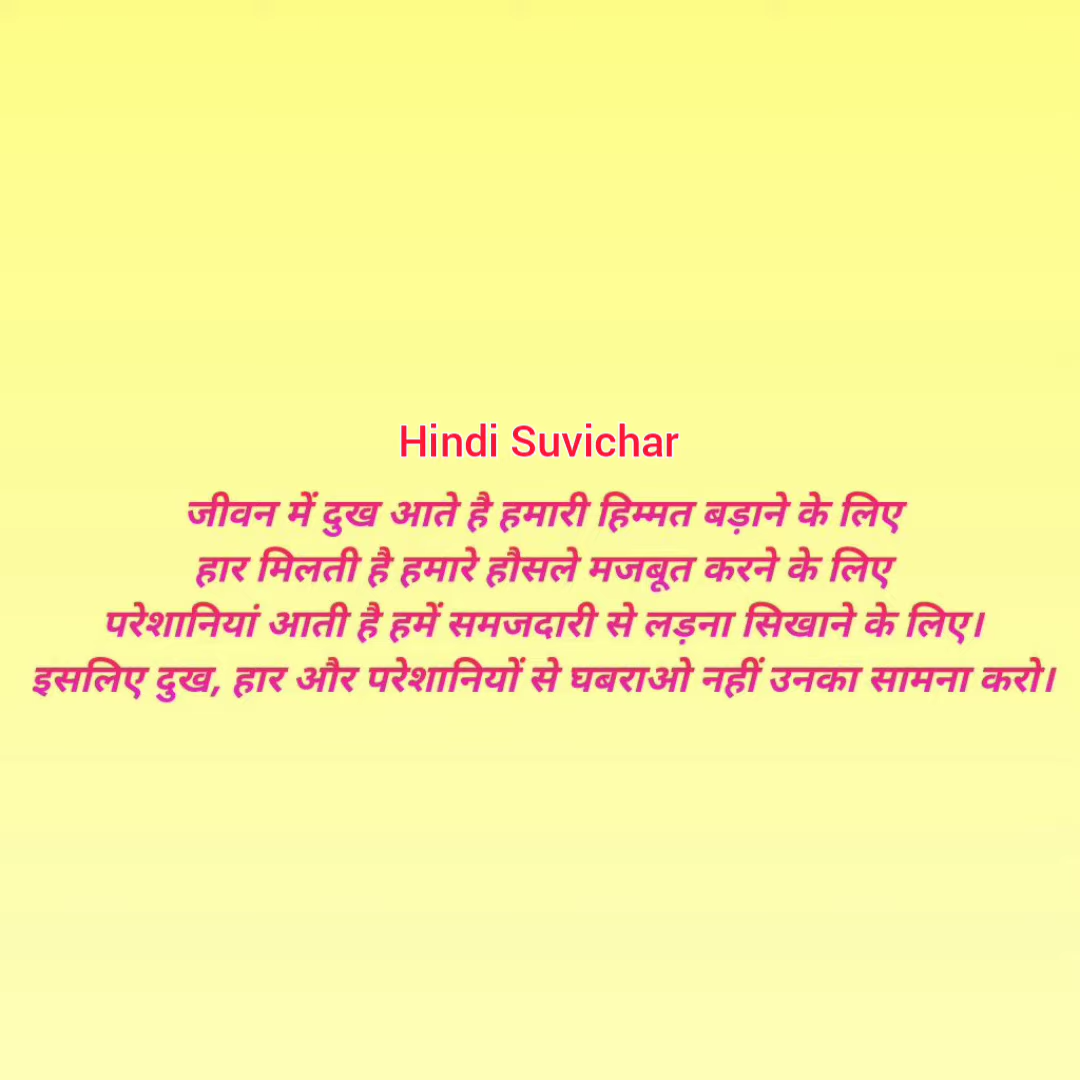 Hindi Suvichar
जीवन में दुख आते है हमारी हिम्मत बड़ाने के लिए
हार मिलती है हमारे हौसले मजबूत करने के लिए
परेशानियां आती है हमें समजदारी से लड़ना सिखाने के लिए।
इसलिए दुख, हार और परेशानियों से घबराओ नहीं उनका सामना करो।